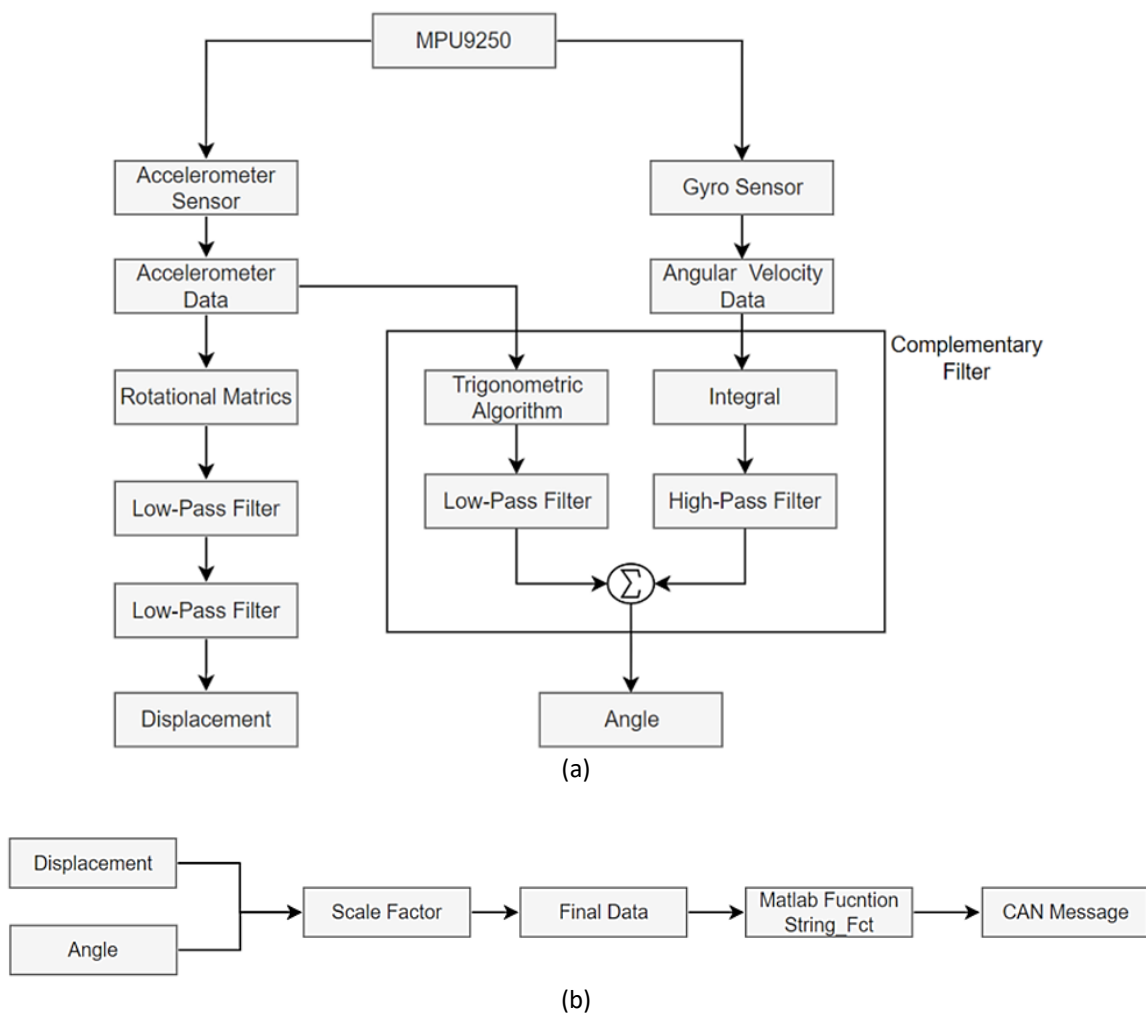 MPU9250
Accelerometer
Sensor
Gyro Sensor
Accelerometer
Data
Angular Velocity
Data
Complementary
Filter
Rotational Matrics
Trigonometric
Algorithm
Integral
Low-Pass Filter
Low-Pass Filter
High-Pass Filter
Σ
Low-Pass Filter
Displacement
Angle
(a)
Displacement
Angle
Scale Factor
Final Data
Matlab Fucntion
String_Fct
CAN Message
(b)